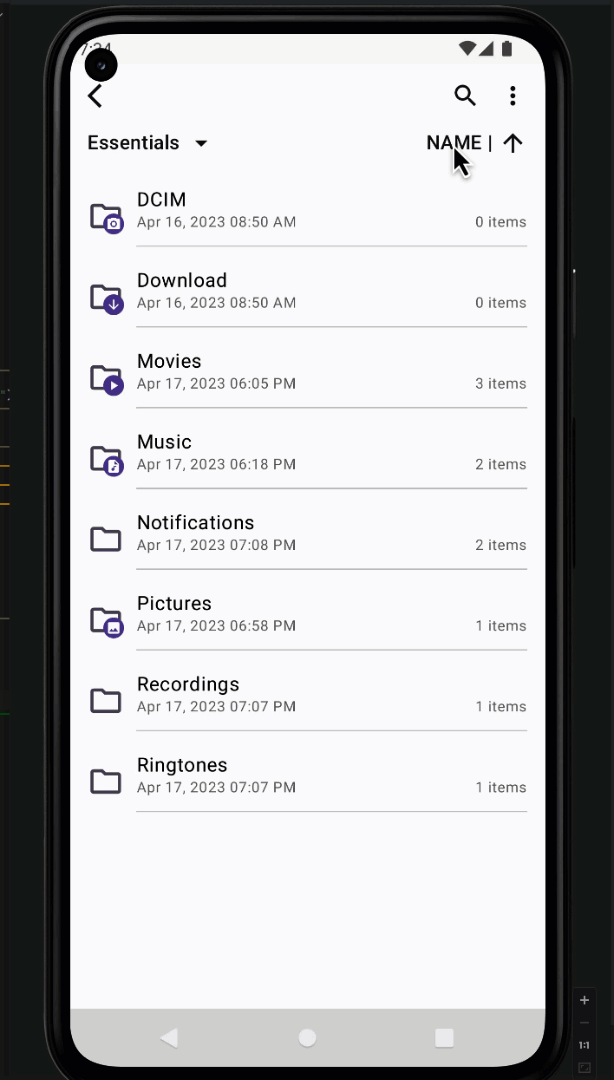 7:34
Essentials
NAME |
DCIM
Apr 16, 2023 08:50 AM
0 items
Download
Apr 16, 2023 08:50 AM
0 items
Movies
Apr 17, 2023 06:05 PM
3 items
Music
Apr 17, 2023 06:18 PM
2 items
Notifications
Apr 17, 2023 07:08 PM
2 items
Pictures
Apr 17, 2023 06:58 PM
1 items
Recordings
Apr 17, 2023 07:07 PM
1 items
Ringtones
Apr 17, 2023 07:07 PM
1 items
1:1